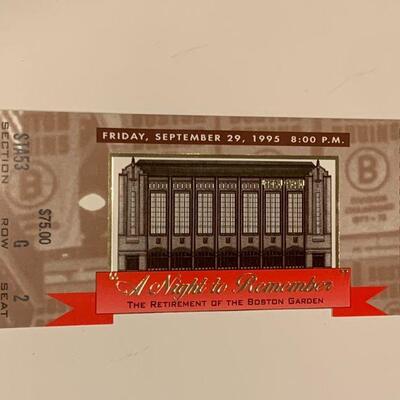 FRIDAY, SEPTEMBER 29, 1995 8:00 P.M.
"A Night to Remember"
THE RETIREMENT OF THE BOSTON GARDEN
STA53 G 2
SECTION ROW SEAT
$75.00
B
B